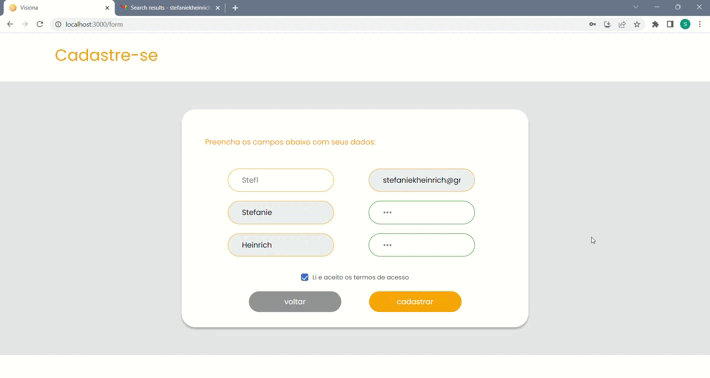 Visiona
Search results - stefaniekheinrich
localhost:3000/form
Cadastre-se
Preencha os campos abaixo com seus dados:
Stef1
stefaniekheinrich@gr
Stefanie
•••
Heinrich
•••
Li e aceito os termos de acesso
voltar
cadastrar